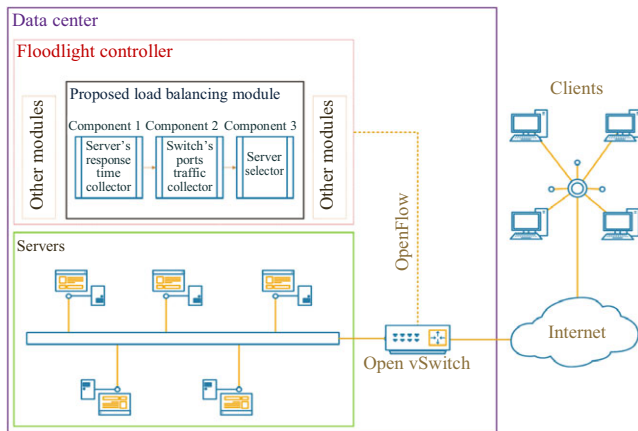 Data center
Floodlight controller
Other modules
Proposed load balancing module
Component 1
Server's
response
time
collector
Component 2
Switch's
ports
traffic
collector
Component 3
Server
selector
Other modules
Clients
OpenFlow
Servers
Open vSwitch
Internet